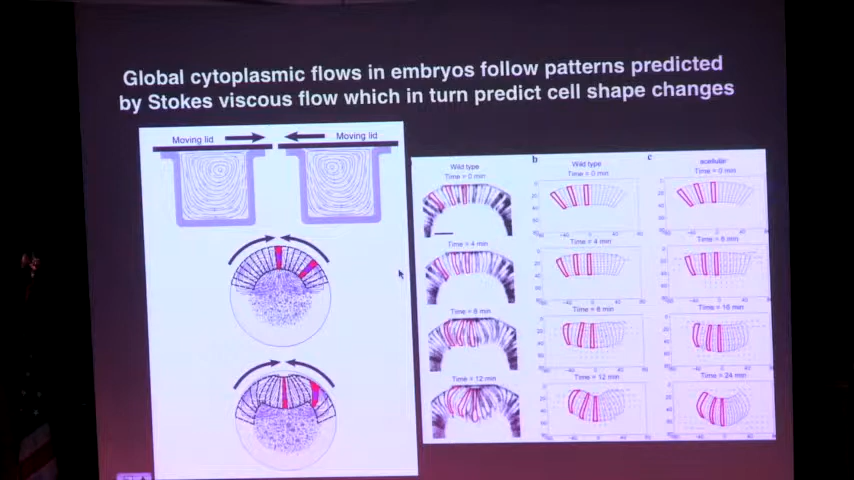 Global cytoplasmic flows in embryos follow patterns predicted
by Stokes viscous flow which in turn predict cell shape changes
Moving lid
Moving lid
Wild type
Time = 0 min
Time = 4 min
Time = 8 min
Time = 12 min
b
Wild type
Time = 0 min
Time = 4 min
Time = 8 min
Time = 12 min
c
acellular
Time = 0 min
Time = 8 min
Time = 16 min
Time = 24 min